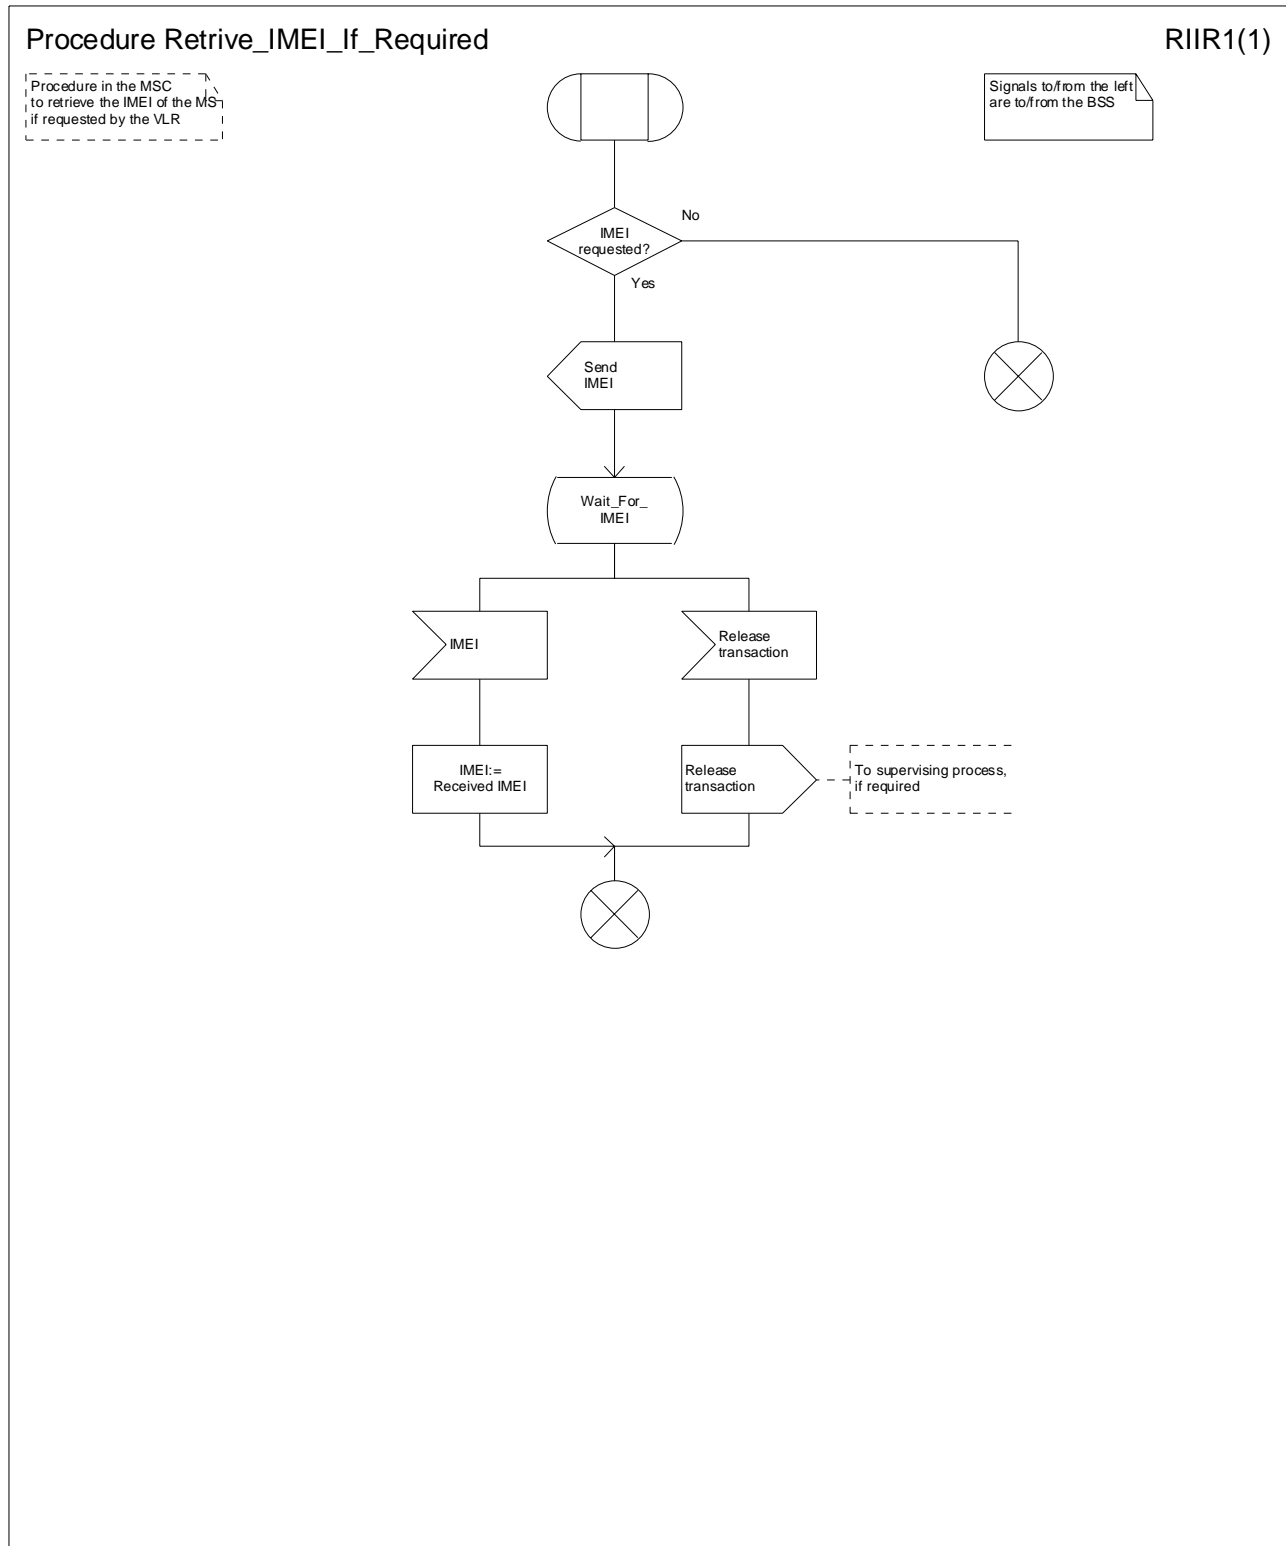 Procedure Retrive_IMEI_If_Required
RIIR1(1)
Procedure in the MSC
to retrieve the IMEI of the MS
if requested by the VLR
Signals to/from the left
are to/from the BSS
IMEI
requested?
No
Yes
Send
IMEI
Wait_For_
IMEI
IMEI
Release
transaction
IMEI:=
Received IMEI
Release
transaction
To supervising process,
if required